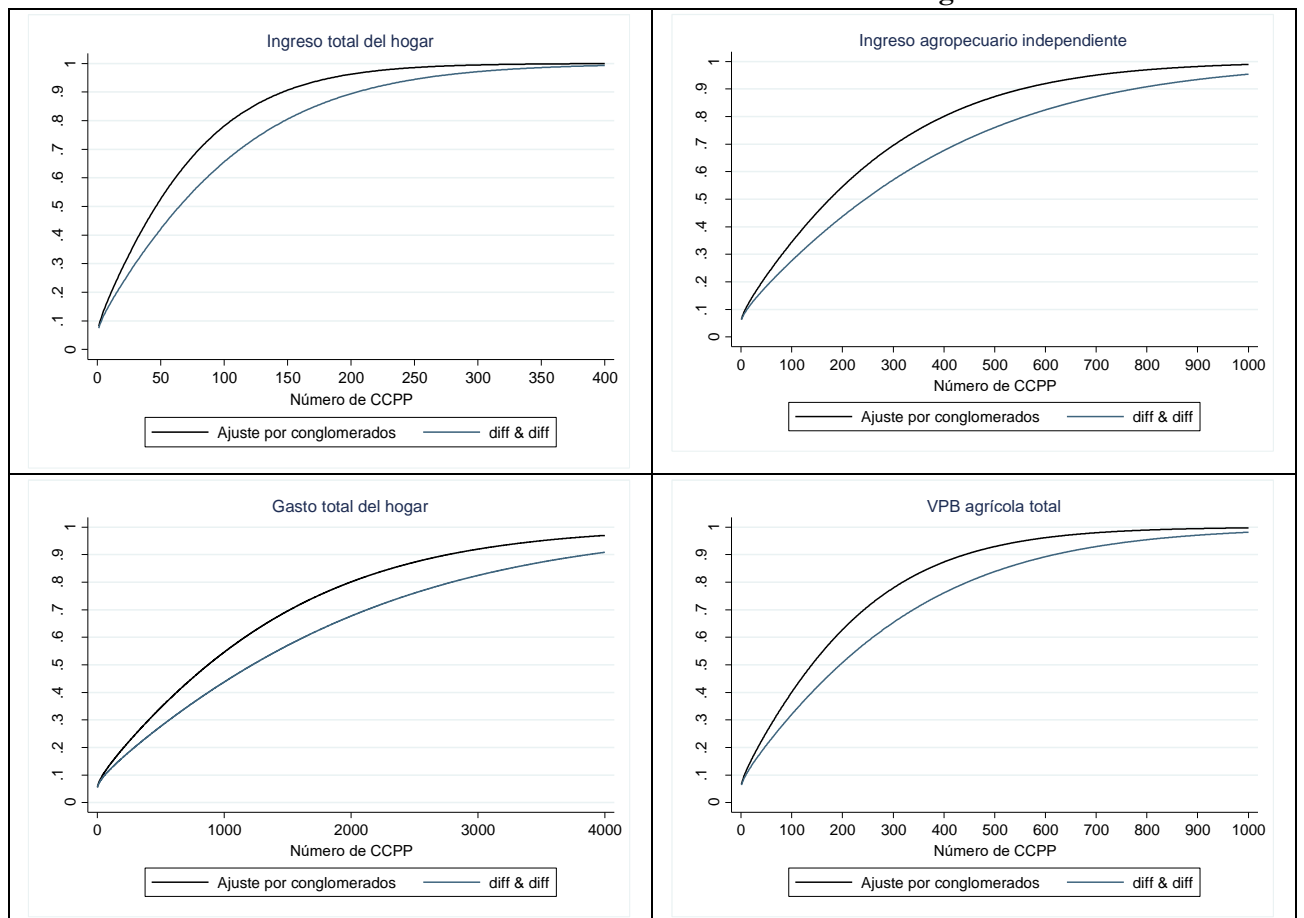 Ingreso total del hogar
1
.9
.8
.7
.6
.5
.4
.3
.2
.1
0
0 50 100 150 200 250 300 350 400
Número de CCPP
Ajuste por conglomerados diff & diff
Ingreso agropecuario independiente
1
.9
.8
.7
.6
.5
.4
.3
.2
.1
0
0 100 200 300 400 500 600 700 800 900 1000
Número de CCPP
Ajuste por conglomerados diff & diff
Gasto total del hogar
1
.9
.8
.7
.6
.5
.4
.3
.2
.1
0
0 1000 2000 3000 4000
Número de CCPP
Ajuste por conglomerados diff & diff
VPB agrícola total
1
.9
.8
.7
.6
.5
.4
.3
.2
.1
0
0 100 200 300 400 500 600 700 800 900 1000
Número de CCPP
Ajuste por conglomerados diff & diff